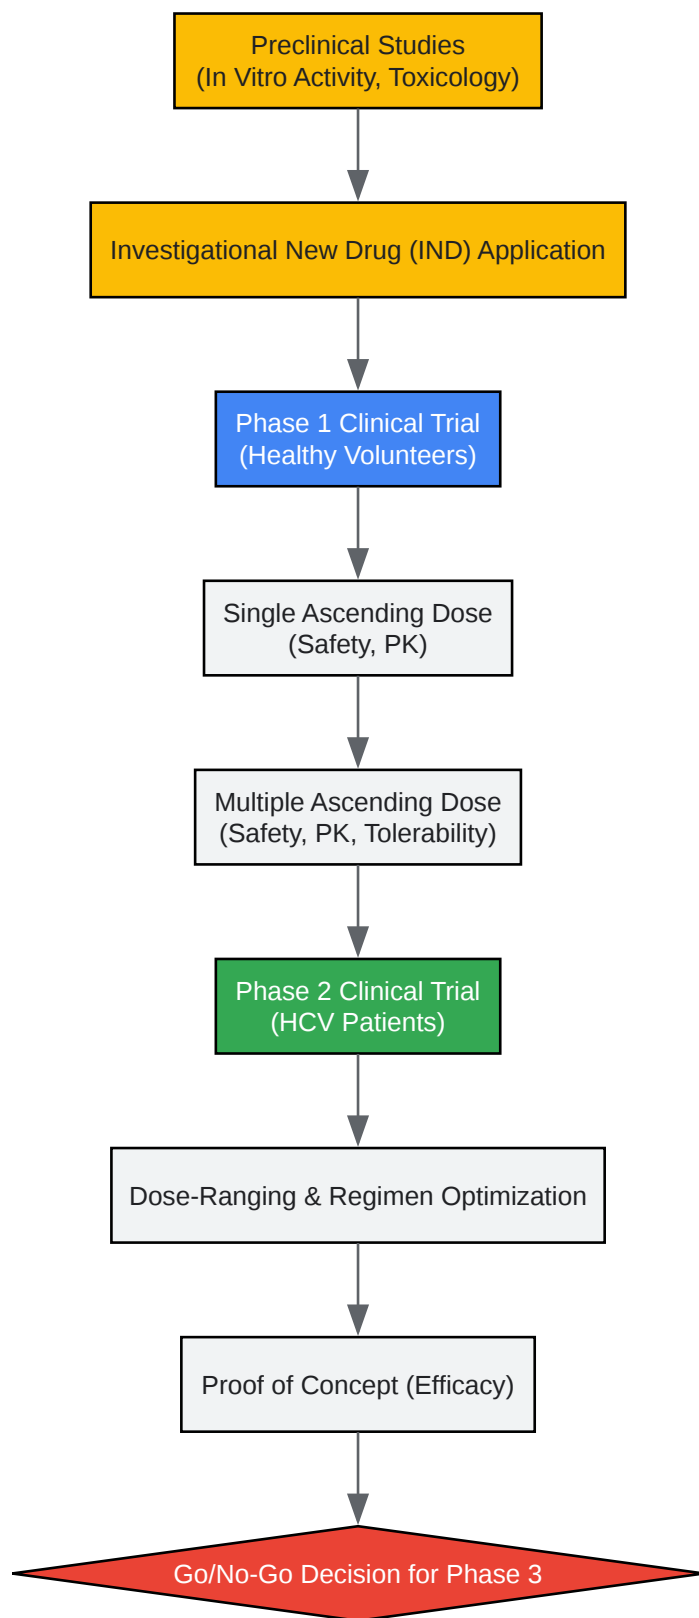 Preclinical Studies
(In Vitro Activity, Toxicology)
Investigational New Drug (IND) Application
Phase 1 Clinical Trial
(Healthy Volunteers)
Single Ascending Dose
(Safety, PK)
Multiple Ascending Dose
(Safety, PK, Tolerability)
Phase 2 Clinical Trial
(HCV Patients)
Dose-Ranging & Regimen Optimization
Proof of Concept (Efficacy)
Go/No-Go Decision for Phase 3